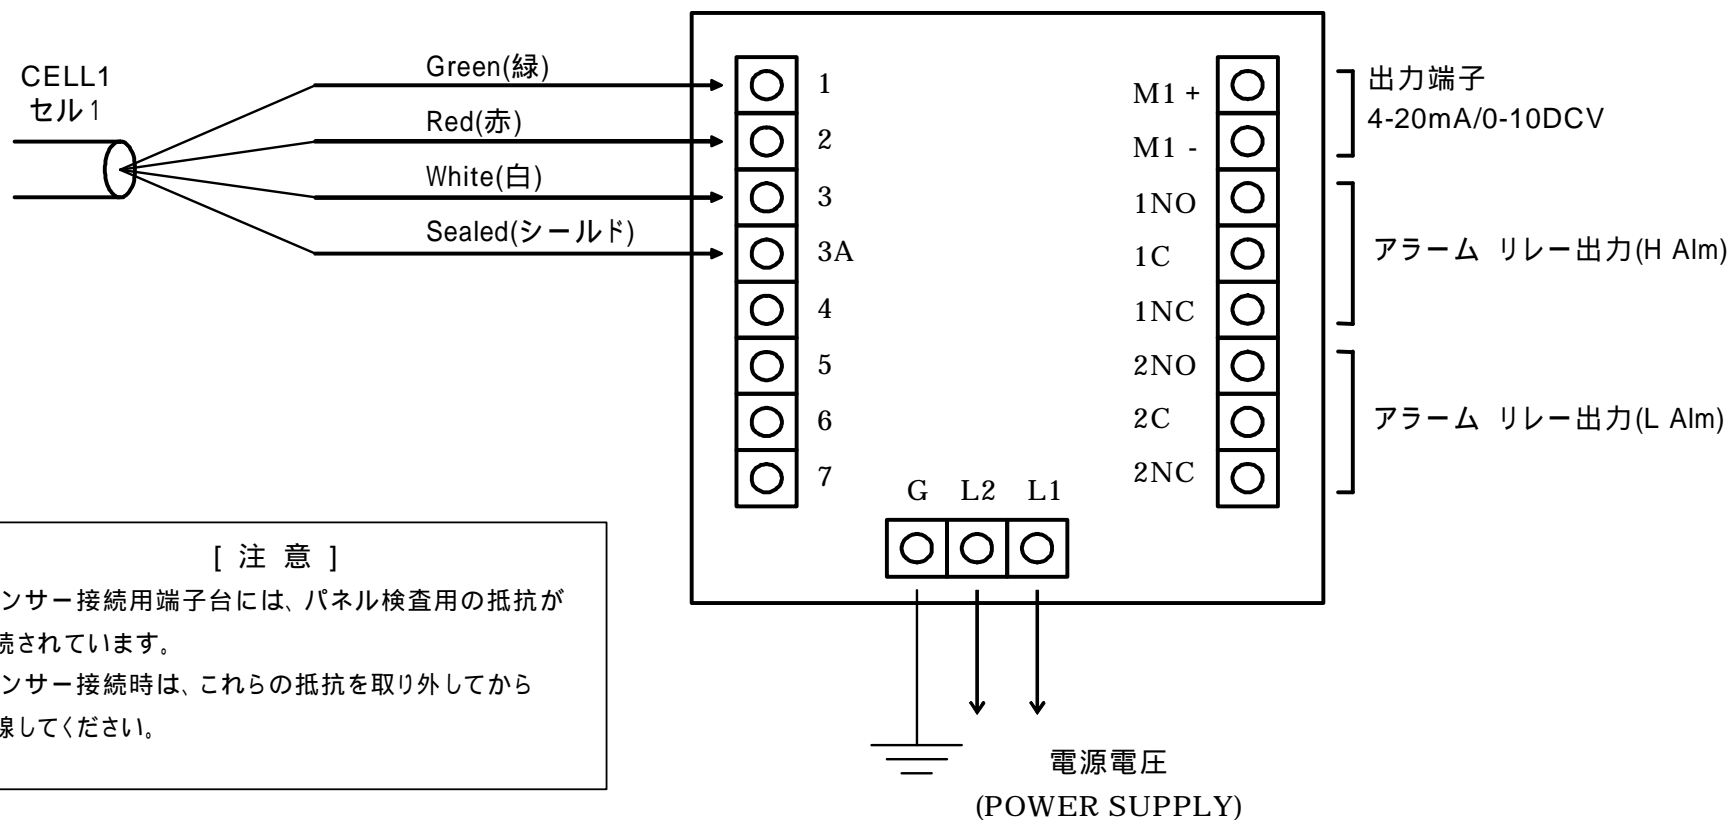 CELL1
セル1
Green(緑)
Red(赤)
White(白)
Sealed(シールド)
1
2
3
3A
4
5
6
7
M1 +
M1 -
1NO
1C
1NC
2NO
2C
2NC
G L2 L1
出力端子
4-20mA/0-10DCV
アラーム リレー出力(H Alm)
アラーム リレー出力(L Alm)
[ 注 意 ]
ンサー接続用端子台には、パネル検査用の抵抗が
続されています。
ンサー接続時は、これらの抵抗を取り外してから
線してください。
電源電圧
(POWER SUPPLY)